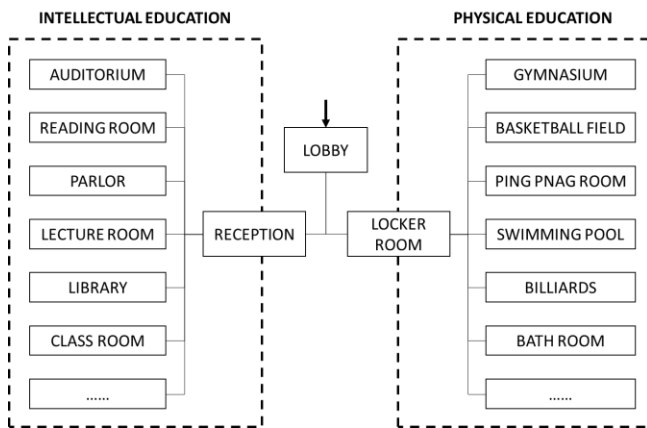 INTELLECTUAL EDUCATION
AUDITORIUM
READING ROOM
PARLOR
LECTURE ROOM
LIBRARY
CLASS ROOM
......
LOBBY
RECEPTION
LOCKER
ROOM
PHYSICAL EDUCATION
GYMNASIUM
BASKETBALL FIELD
PING PNAG ROOM
SWIMMING POOL
BILLIARDS
BATH ROOM
......